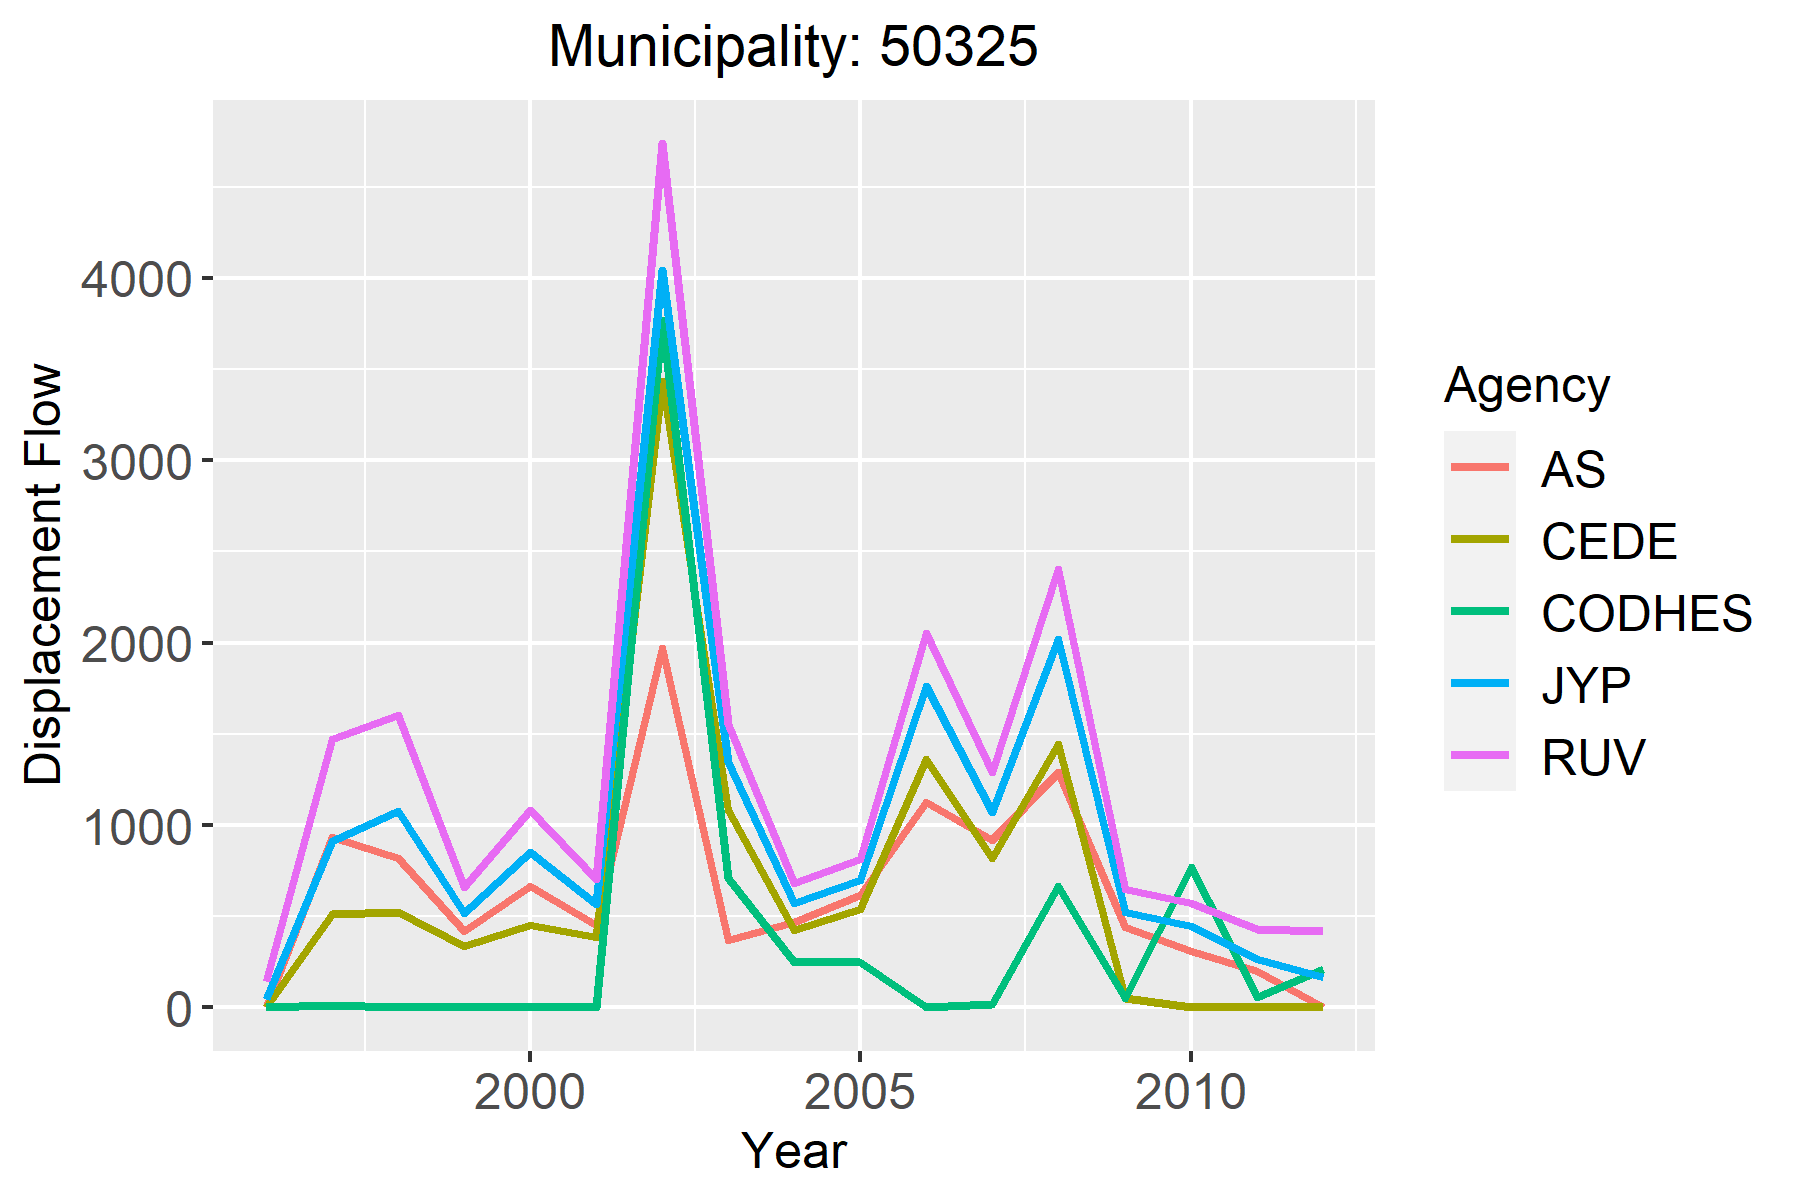 Municipality: 50325
Displacement Flow
4000
3000
2000
1000
0
2000 2005 2010
Year
Agency
AS
CEDE
CODHES
JYP
RUV